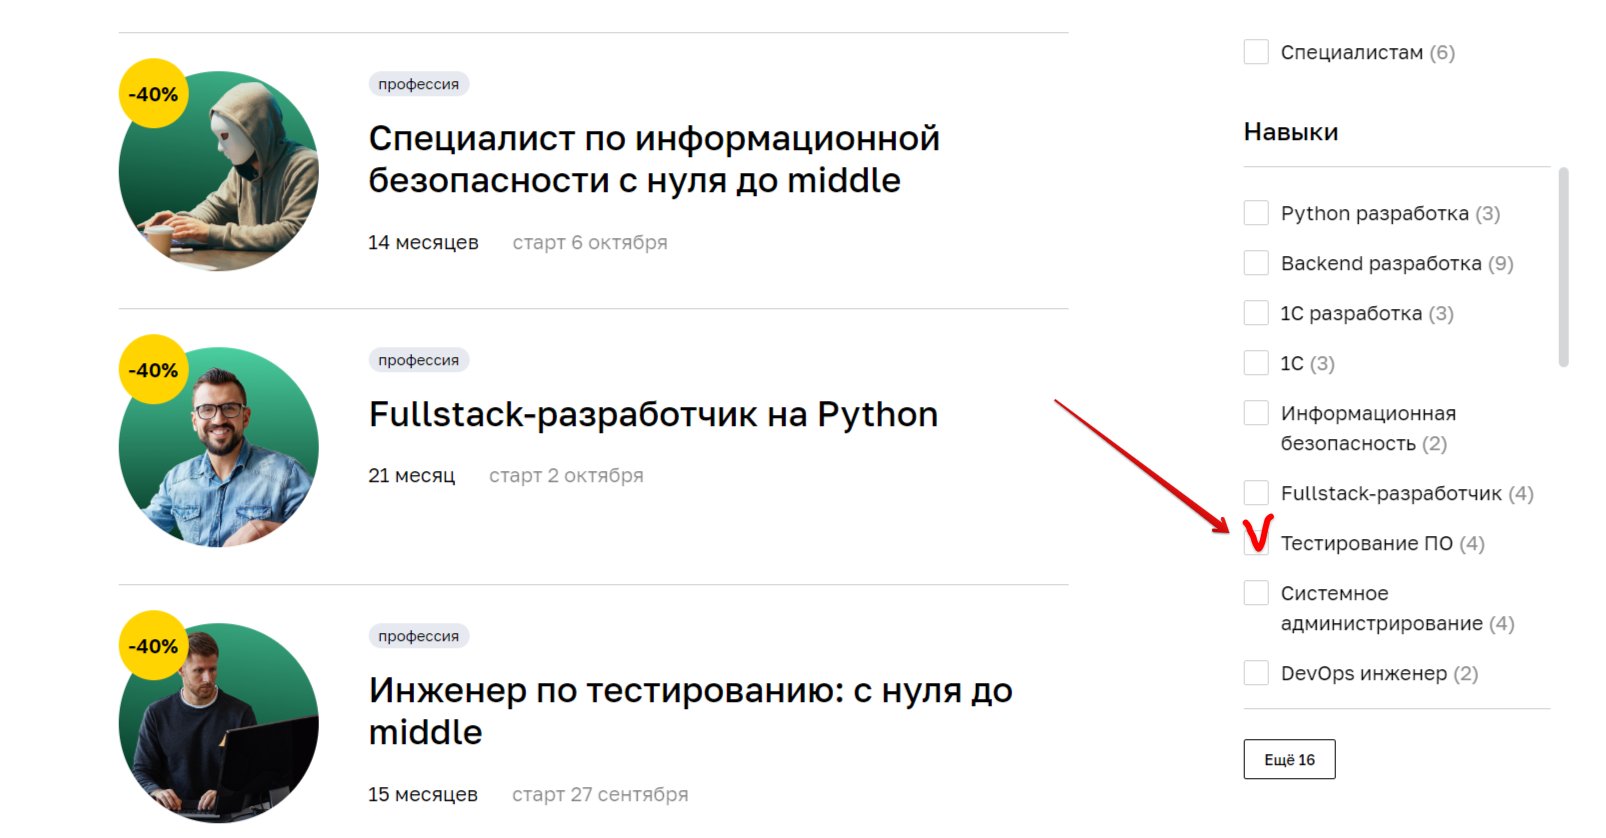 -40%
профессия
Специалист по информационной
безопасности с нуля до middle
14 месяцев старт 6 октября
-40%
профессия
Fullstack-разработчик на Python
21 месяц старт 2 октября
-40%
профессия
Инженер по тестированию: с нуля до
middle
15 месяцев старт 27 сентября
Специалистам (6)
Навыки
Python разработка (3)
Backend разработка (9)
1С разработка (3)
1С (3)
Информационная
безопасность (2)
Fullstack-разработчик (4)
Тестирование ПО (4)
Системное
администрирование (4)
DevOps инженер (2)
Ещё 16